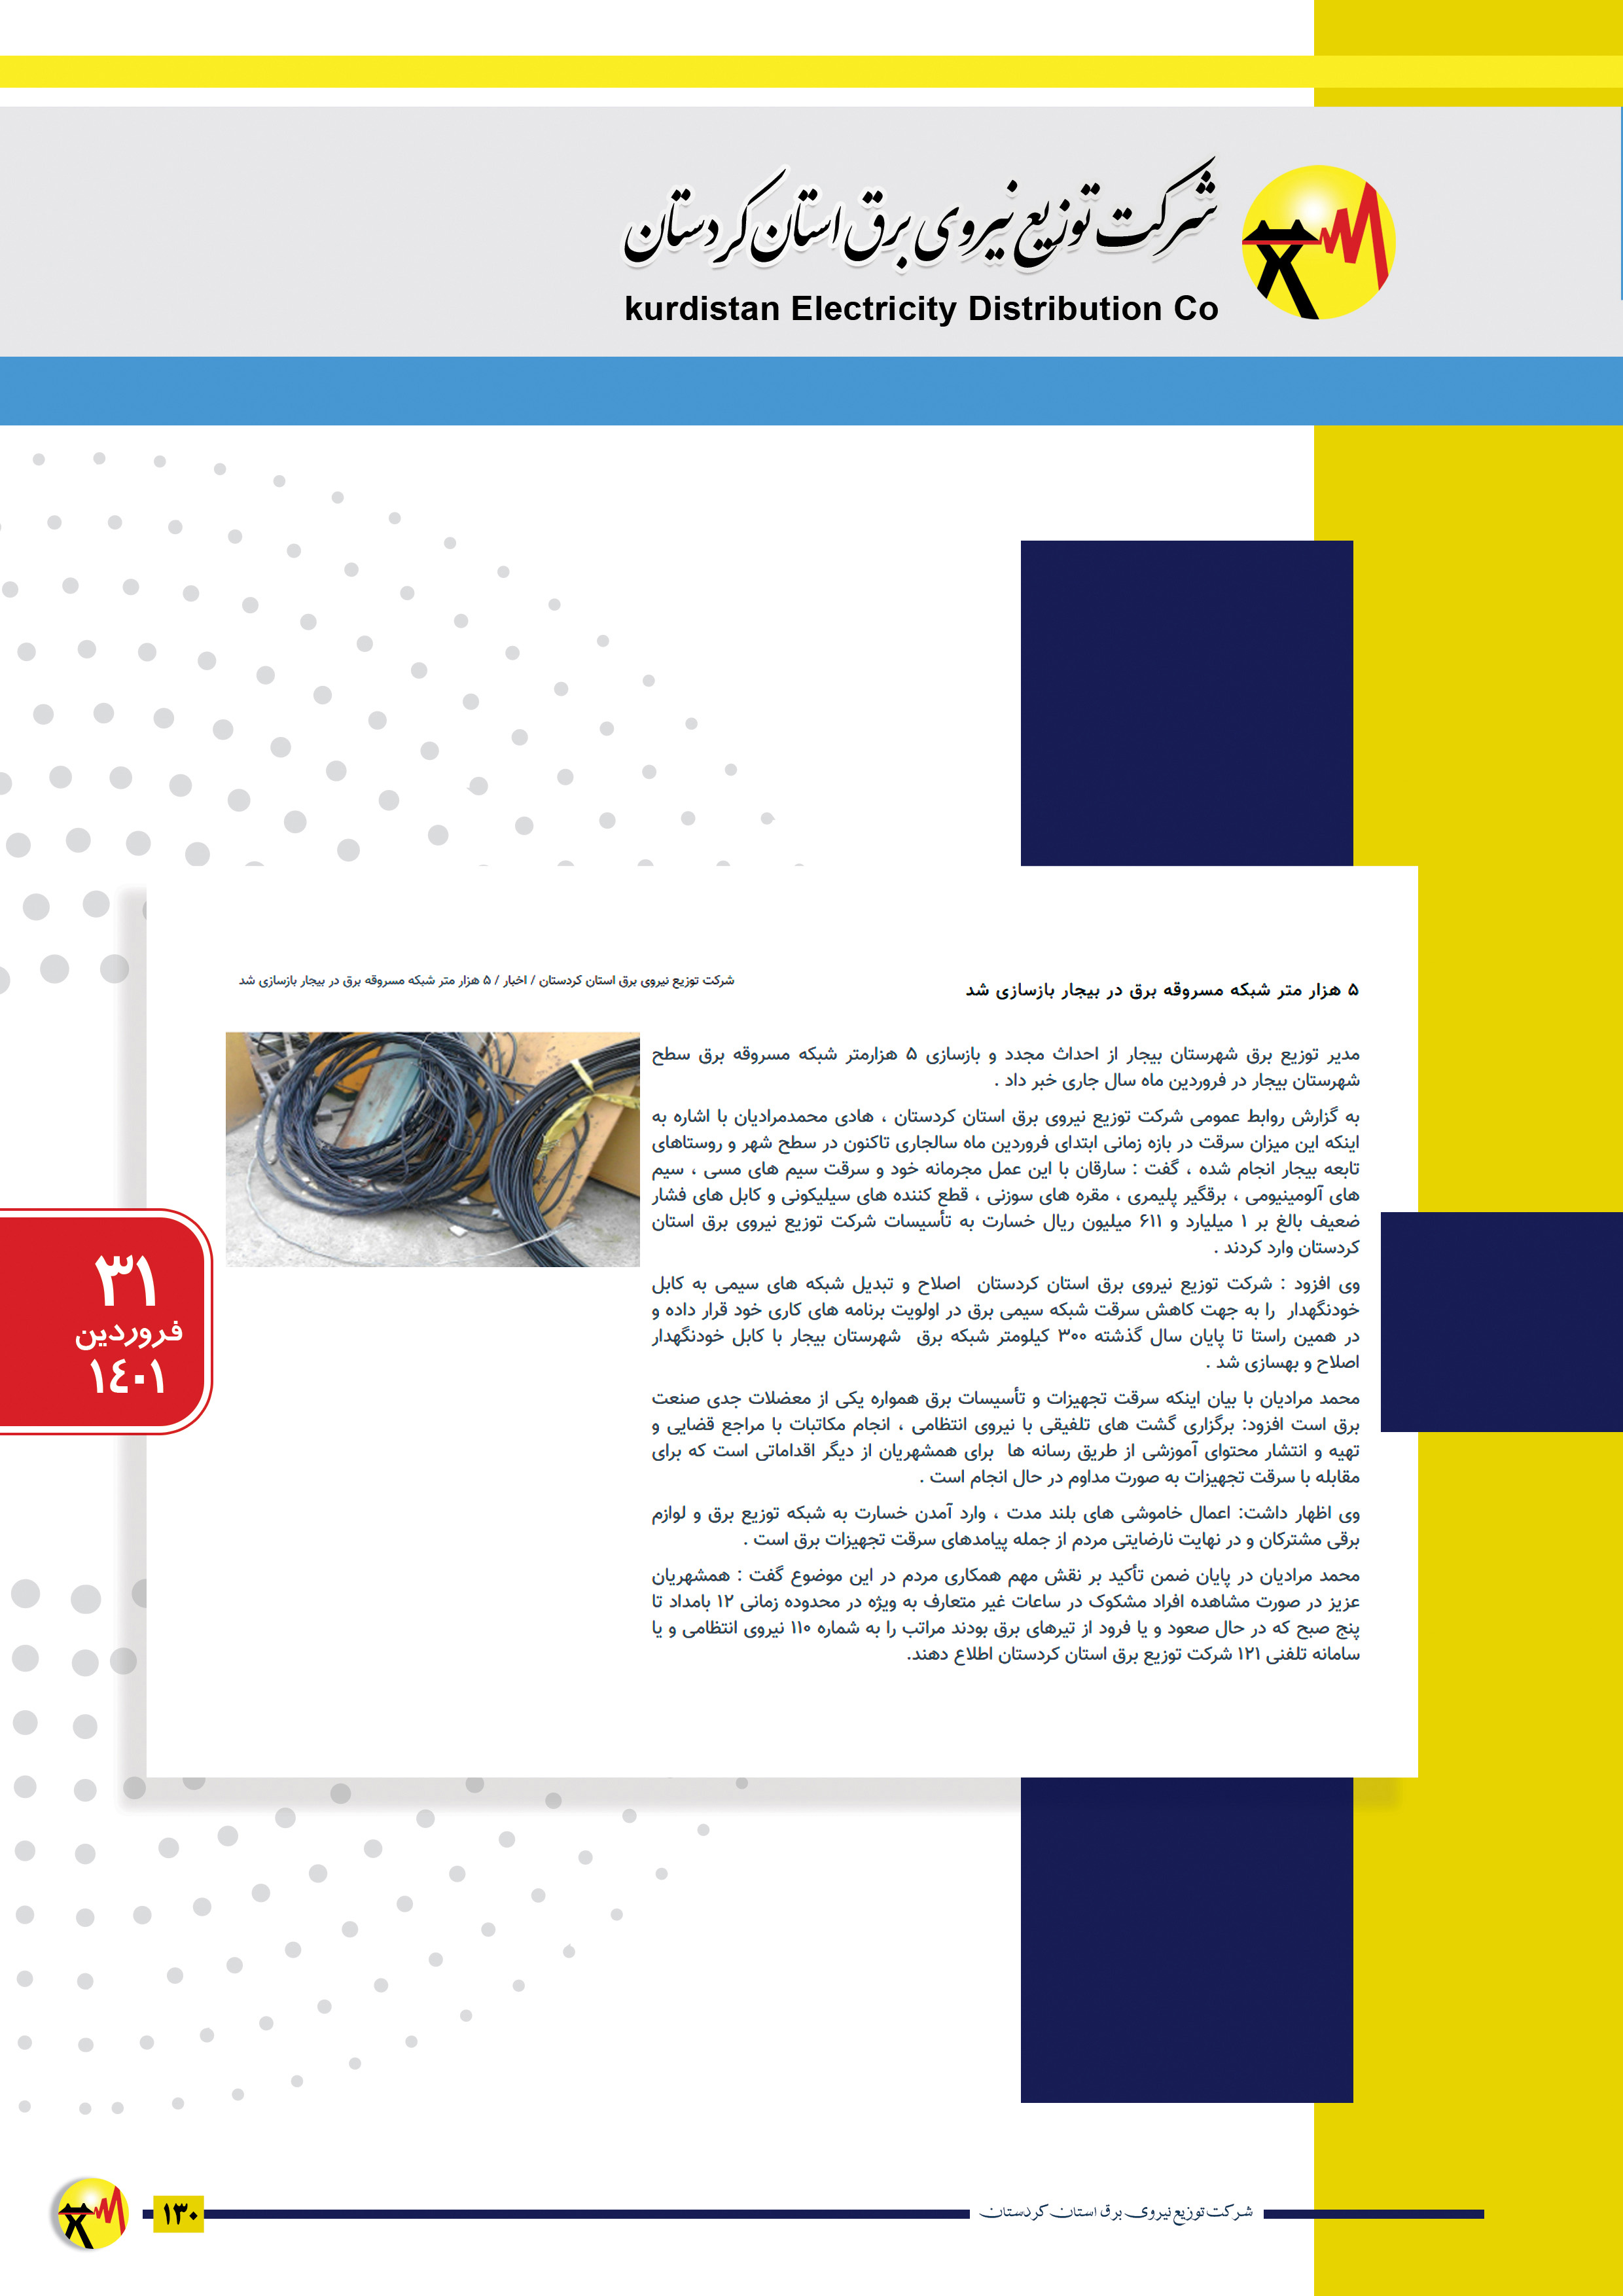 شرکت توزیع نیروی برق استان کردستان
kurdistan Electricity Distribution Co
۵ هزار متر شبکه مسروقه برق در بیجار بازسازی شد
شرکت توزیع نیروی برق استان کردستان / اخبار / ۵ هزار متر شبکه مسروقه برق در بیجار بازسازی شد
مدیر توزیع برق شهرستان بیجار از احداث مجدد و بازسازی ۵ هزارمتر شبکه مسروقه برق سطح
شهرستان بیجار در فروردین ماه سال جاری خبر داد .
به گزارش روابط عمومی شرکت توزیع نیروی برق استان کردستان ، هادی محمدمرادیان با اشاره به
اینکه این میزان سرقت در بازه زمانی ابتدای فروردین ماه سالجاری تاکنون در سطح شهر و روستاهای
تابعه بیجار انجام شده ، گفت : سارقان با این عمل مجرمانه خود و سرقت سیم های مسی ، سیم
های آلومینیومی ، برقگیر پلیمری ، مقره های سوزنی ، قطع کننده های سیلیکونی و کابل های فشار
ضعیف بالغ بر ۱ میلیارد و ۶۱۱ میلیون ریال خسارت به تأسیسات شرکت توزیع نیروی برق استان
کردستان وارد کردند .
وی افزود : شرکت توزیع نیروی برق استان کردستان اصلاح و تبدیل شبکه های سیمی به کابل
خودنگهدار را به جهت کاهش سرقت شبکه سیمی برق در اولویت برنامه های کاری خود قرار داده و
در همین راستا تا پایان سال گذشته ۳۰۰ کیلومتر شبکه برق شهرستان بیجار با کابل خودنگهدار
اصلاح و بهسازی شد .
محمد مرادیان با بیان اینکه سرقت تجهیزات و تأسیسات برق همواره یکی از معضلات جدی صنعت
برق است افزود: برگزاری گشت های تلفیقی با نیروی انتظامی ، انجام مکاتبات با مراجع قضایی و
تهیه و انتشار محتوای آموزشی از طریق رسانه ها برای همشهریان از دیگر اقداماتی است که برای
مقابله با سرقت تجهیزات به صورت مداوم در حال انجام است .
وی اظهار داشت: اعمال خاموشی های بلند مدت ، وارد آمدن خسارت به شبکه توزیع برق و لوازم
برقی مشترکان و در نهایت نارضایتی مردم از جمله پیامدهای سرقت تجهیزات برق است .
محمد مرادیان در پایان ضمن تأکید بر نقش مهم همکاری مردم در این موضوع گفت : همشهریان
عزیز در صورت مشاهده افراد مشکوک در ساعات غیر متعارف به ویژه در محدوده زمانی ۱۲ بامداد تا
پنج صبح که در حال صعود و یا فرود از تیرهای برق بودند مراتب را به شماره ۱۱۰ نیروی انتظامی و یا
سامانه تلفنی ۱۲۱ شرکت توزیع برق استان کردستان اطلاع دهند.
۳۱
فروردین
۱٤۰۱
شرکت توزیع نیروی برق استان کردستان
۱۳۰